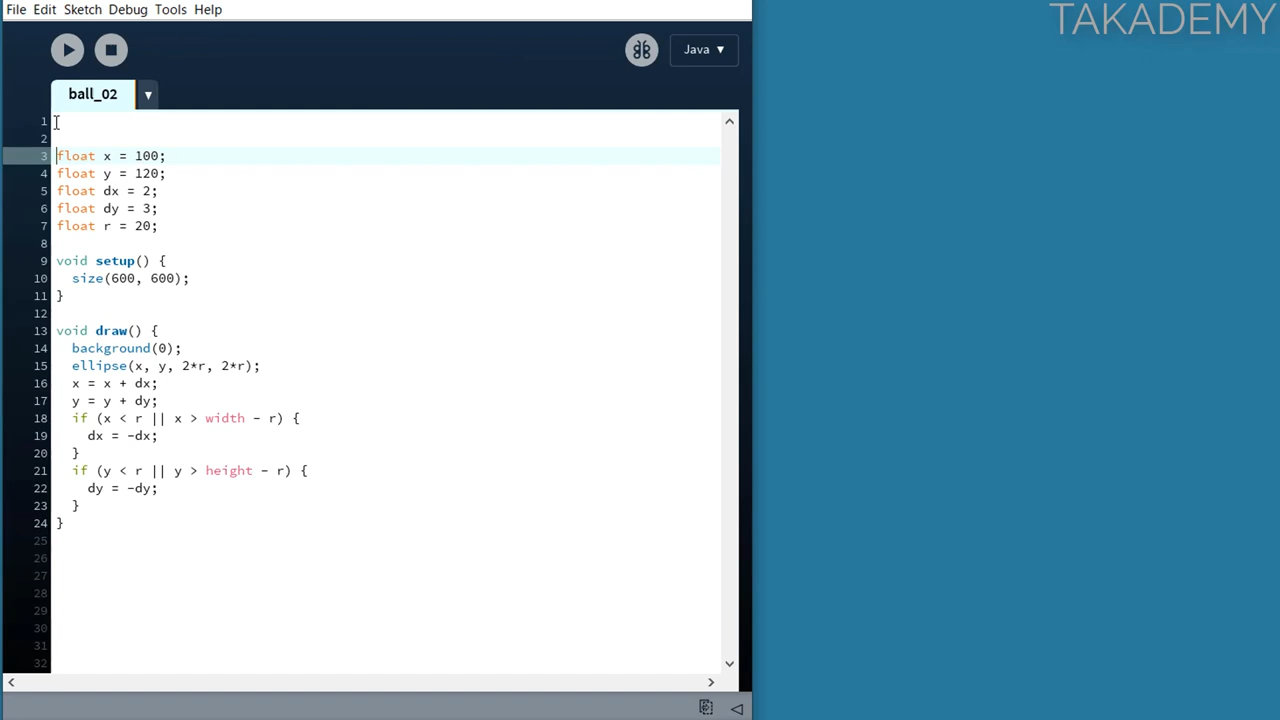 File Edit Sketch Debug Tools Help
TAKADEMY
Java ▼
ball_02 ▼
1
2
3 float x = 100;
4 float y = 120;
5 float dx = 2;
6 float dy = 3;
7 float r = 20;
8
9 void setup() {
10 size(600, 600);
11 }
12
13 void draw() {
14 background(0);
15 ellipse(x, y, 2*r, 2*r);
16 x = x + dx;
17 y = y + dy;
18 if (x < r || x > width - r) {
19 dx = -dx;
20 }
21 if (y < r || y > height - r) {
22 dy = -dy;
23 }
24 }
25
26
27
28
29
30
31
32